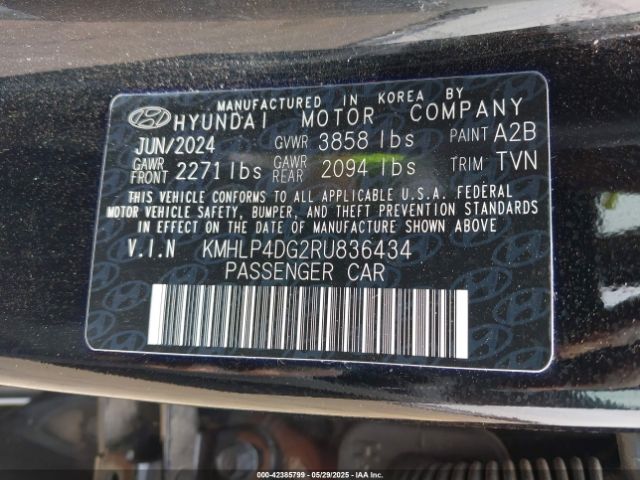 MANUFACTURED IN KOREA BY
HYUNDAI MOTOR COMPANY
JUN/2024 GVWR 3858 lbs PAINT A2B
GAWR FRONT 2271 lbs GAWR REAR 2094 lbs TRIM TVN
THIS VEHICLE CONFORMS TO ALL APPLICABLE U.S.A. FEDERAL
MOTOR VEHICLE SAFETY, BUMPER, AND THEFT PREVENTION STANDARDS
IN EFFECT ON THE DATE OF MANUFACTURE SHOWN ABOVE.
V.I.N KMHLP4DG2RU836434
PASSENGER CAR
000-42385799 - 05/29/2025 - IAA Inc.